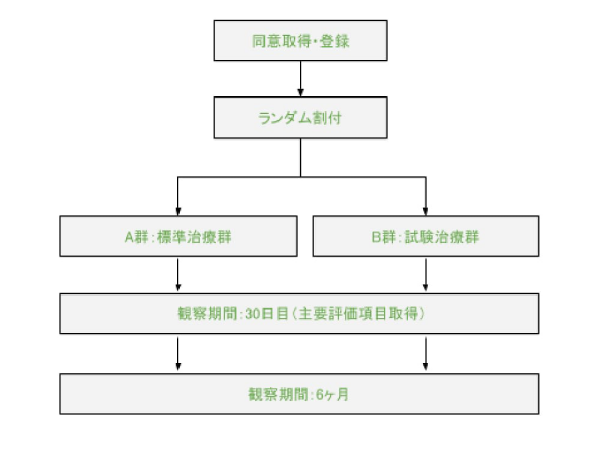 同意取得・登録
ランダム割付
A群：標準治療群
B群：試験治療群
観察期間：30日目（主要評価項目取得）
観察期間：6ヶ月